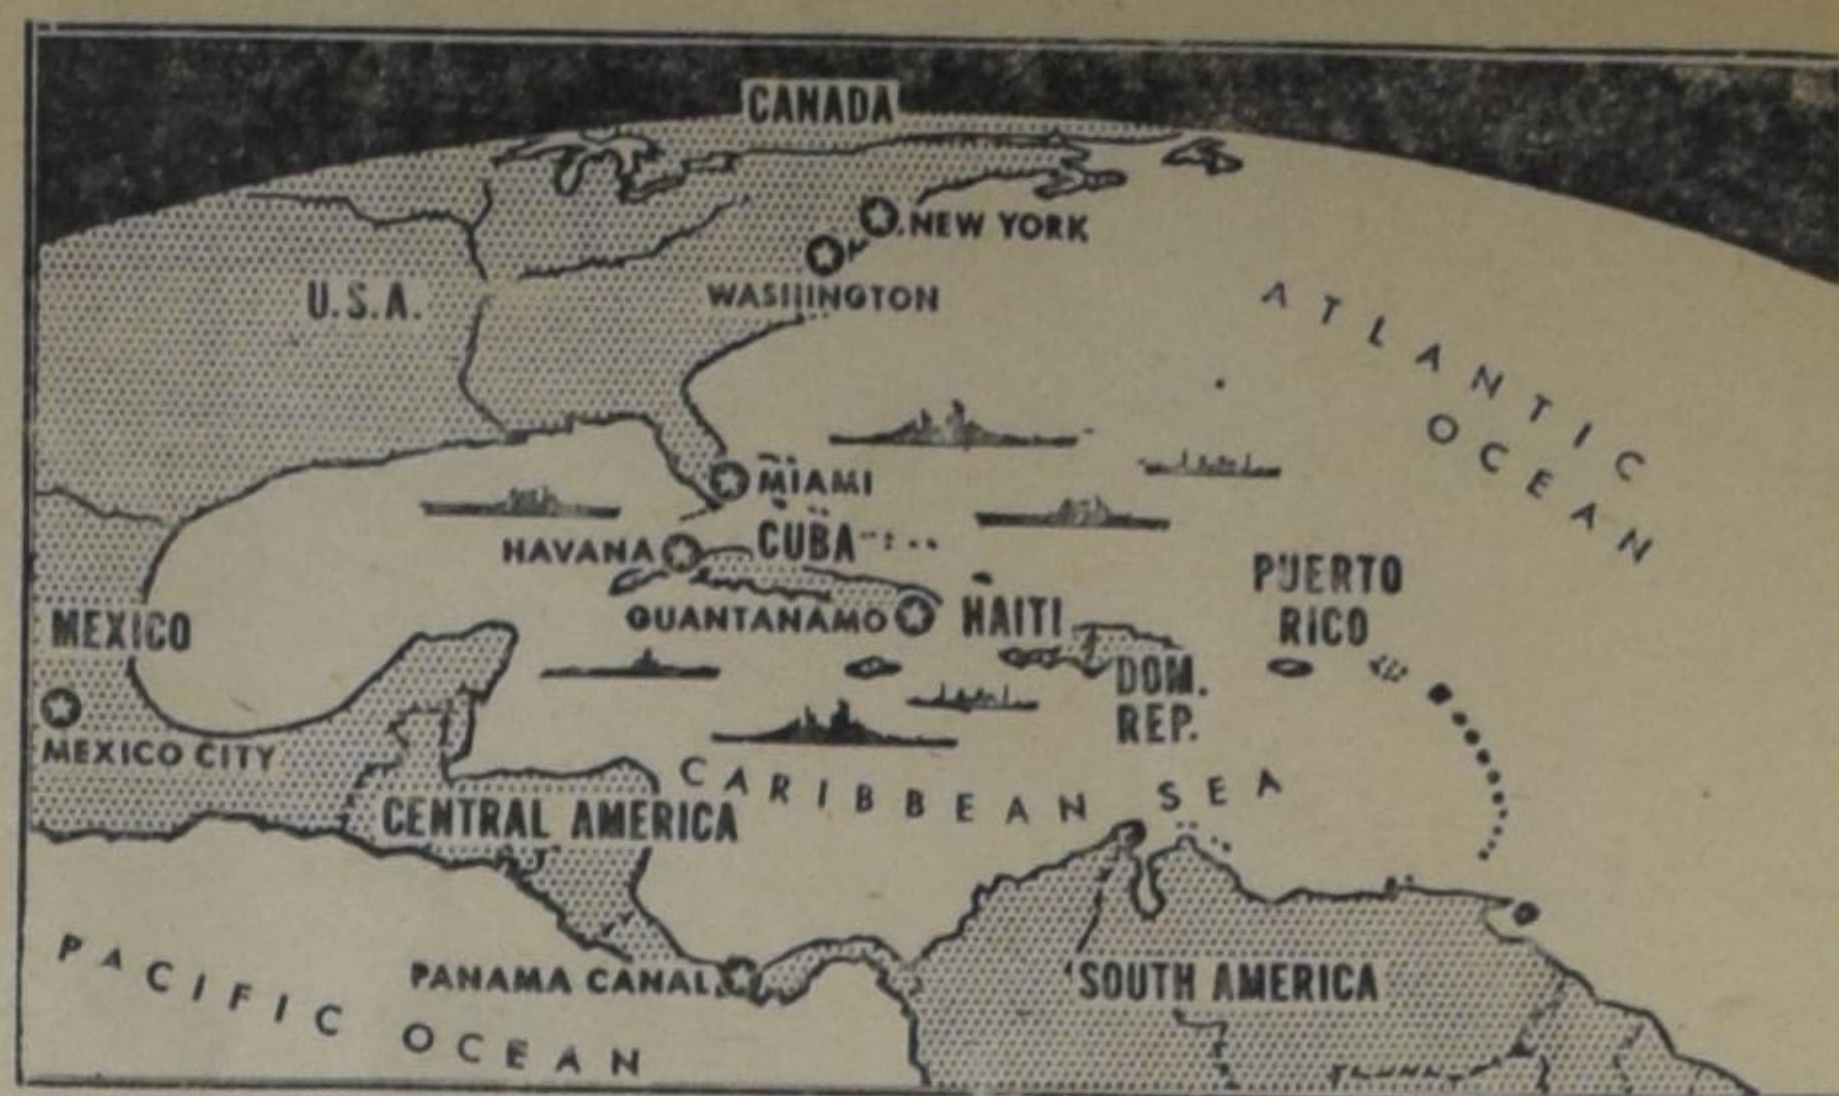 CANADA
NEW YORK
WASHINGTON
U.S.A.
ATLANTIC
OCEAN
MIAMI
CUBA
HAVANA
PUERTO
RICO
GUANTANAMO
HAITI
MEXICO
DOM.
REP.
MEXICO CITY
CARIBBEAN SEA
CENTRAL AMERICA
SOUTH AMERICA
PANAMA CANAL
PACIFIC OCEAN